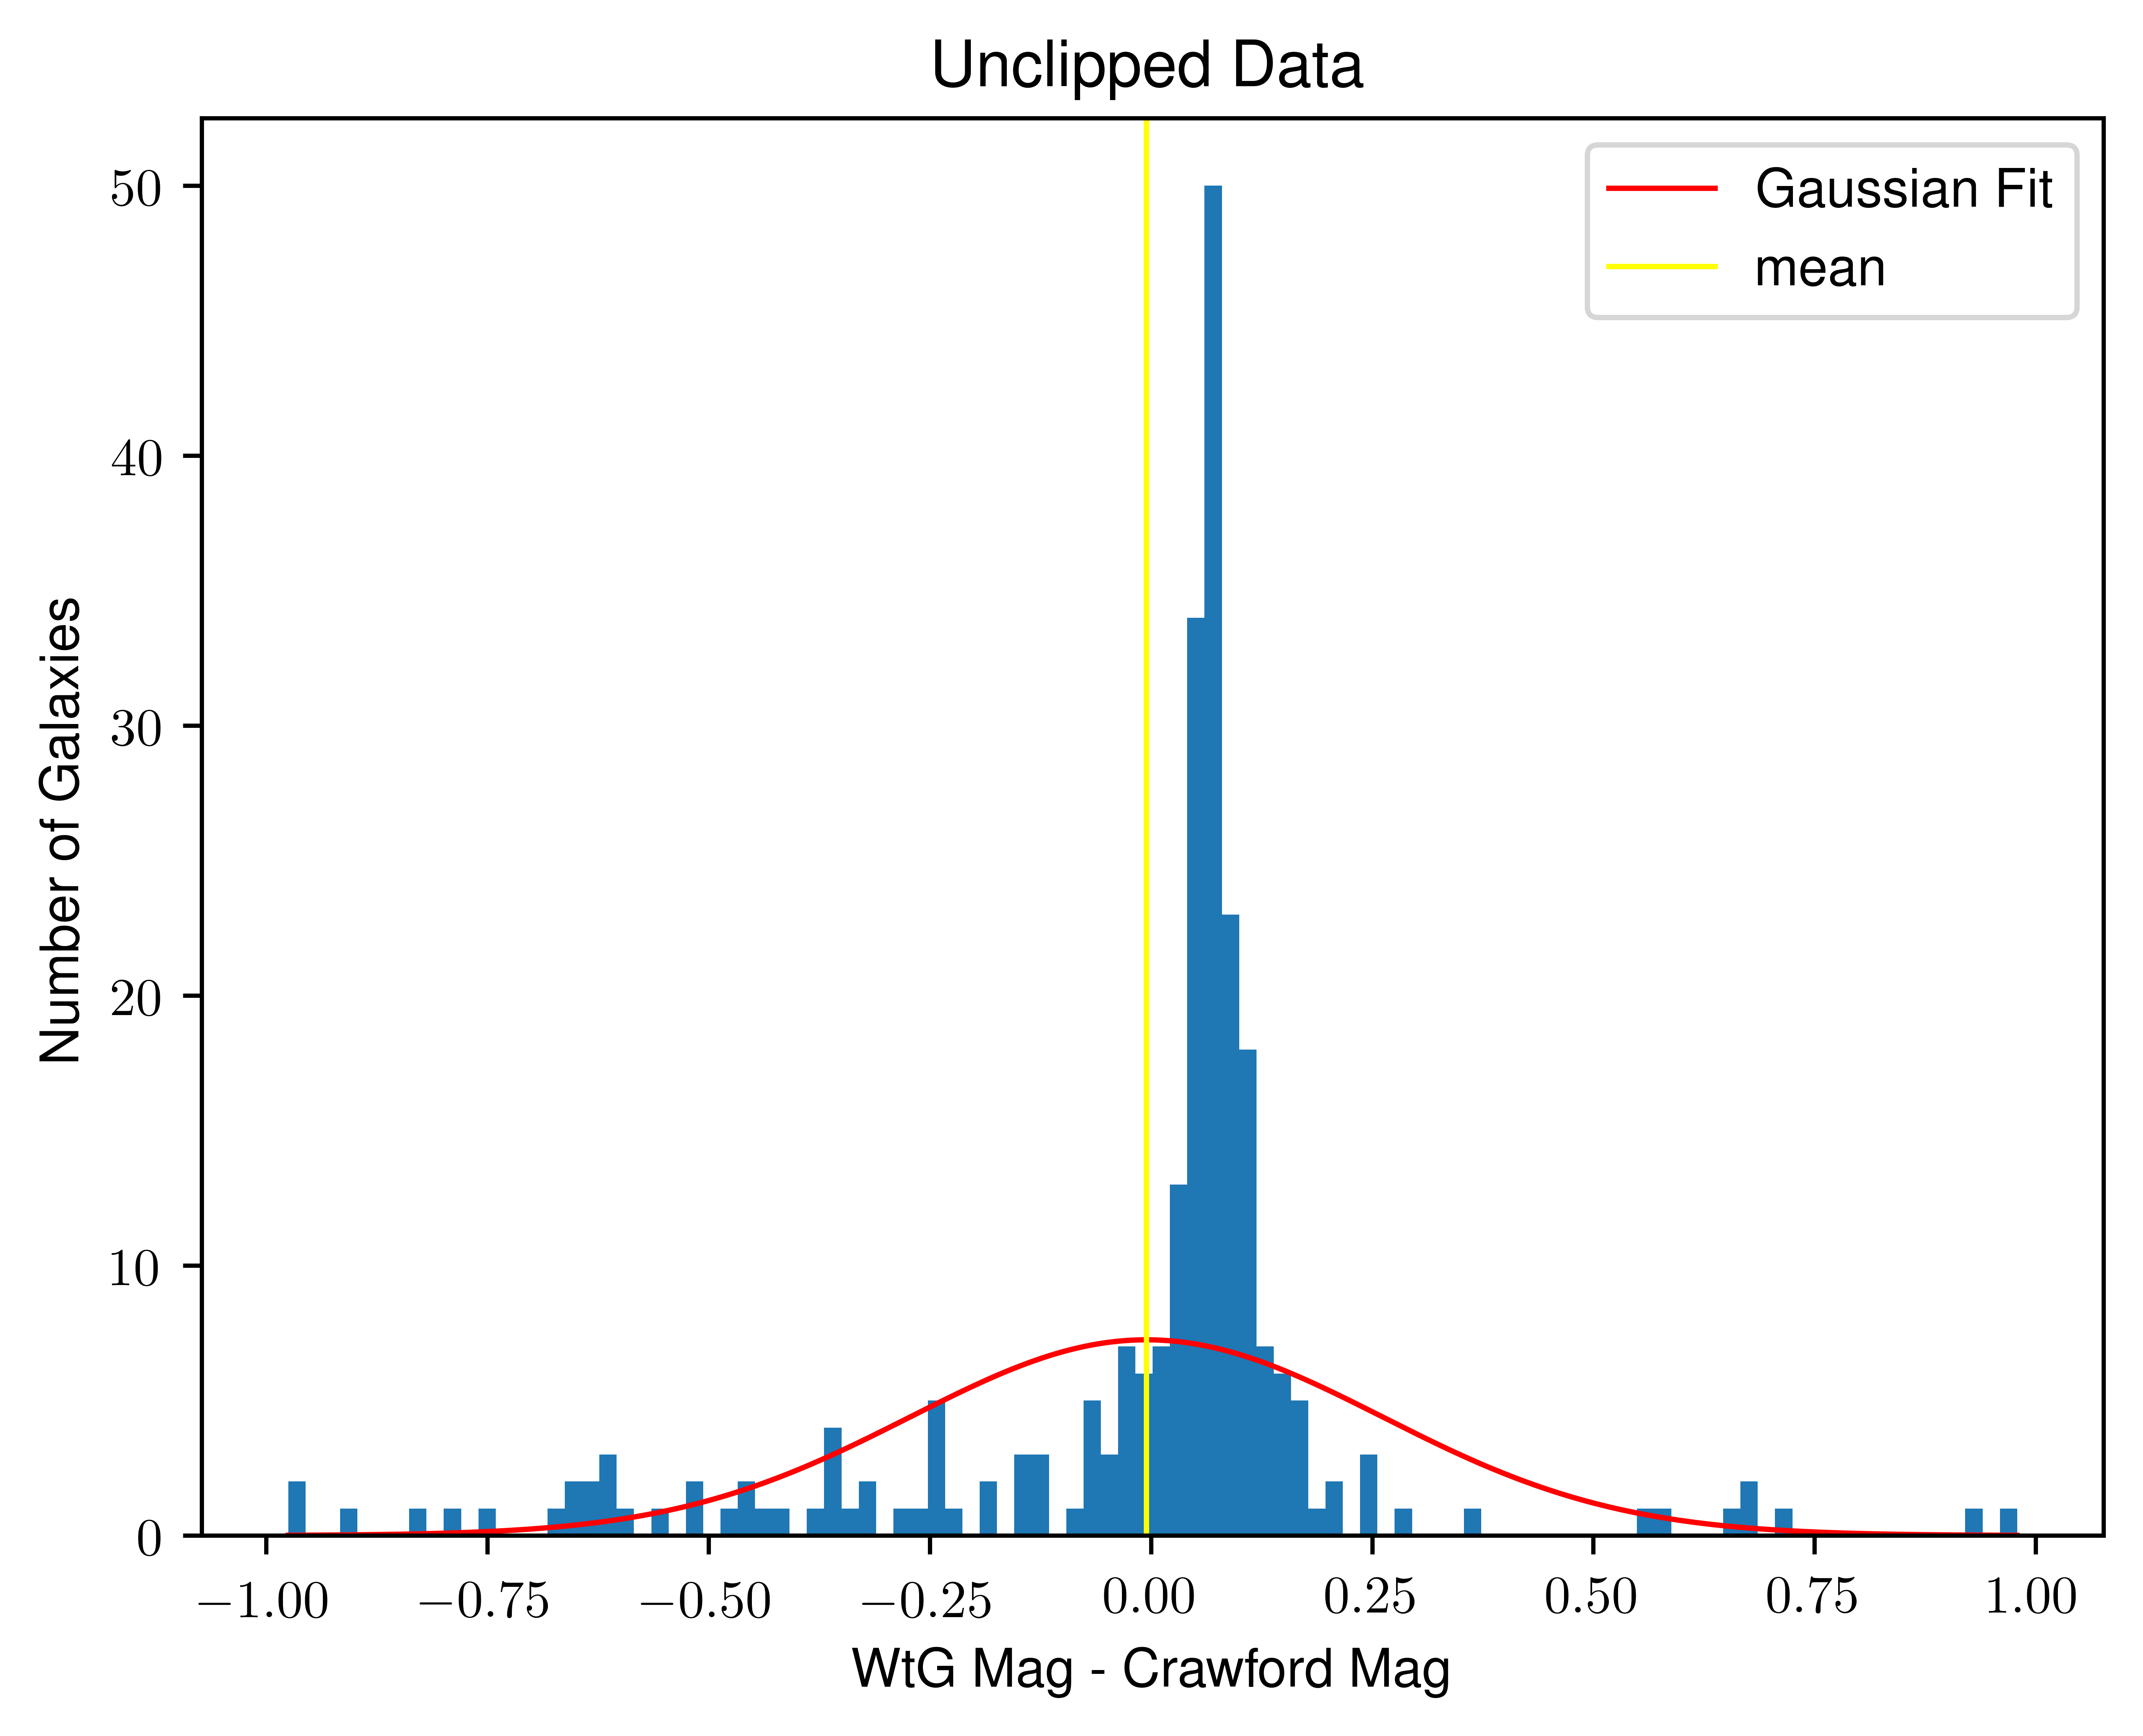 Unclipped Data
Gaussian Fit
mean
50
40
30
20
10
0
Number of Galaxies
−1.00 −0.75 −0.50 −0.25 0.00 0.25 0.50 0.75 1.00
WtG Mag - Crawford Mag